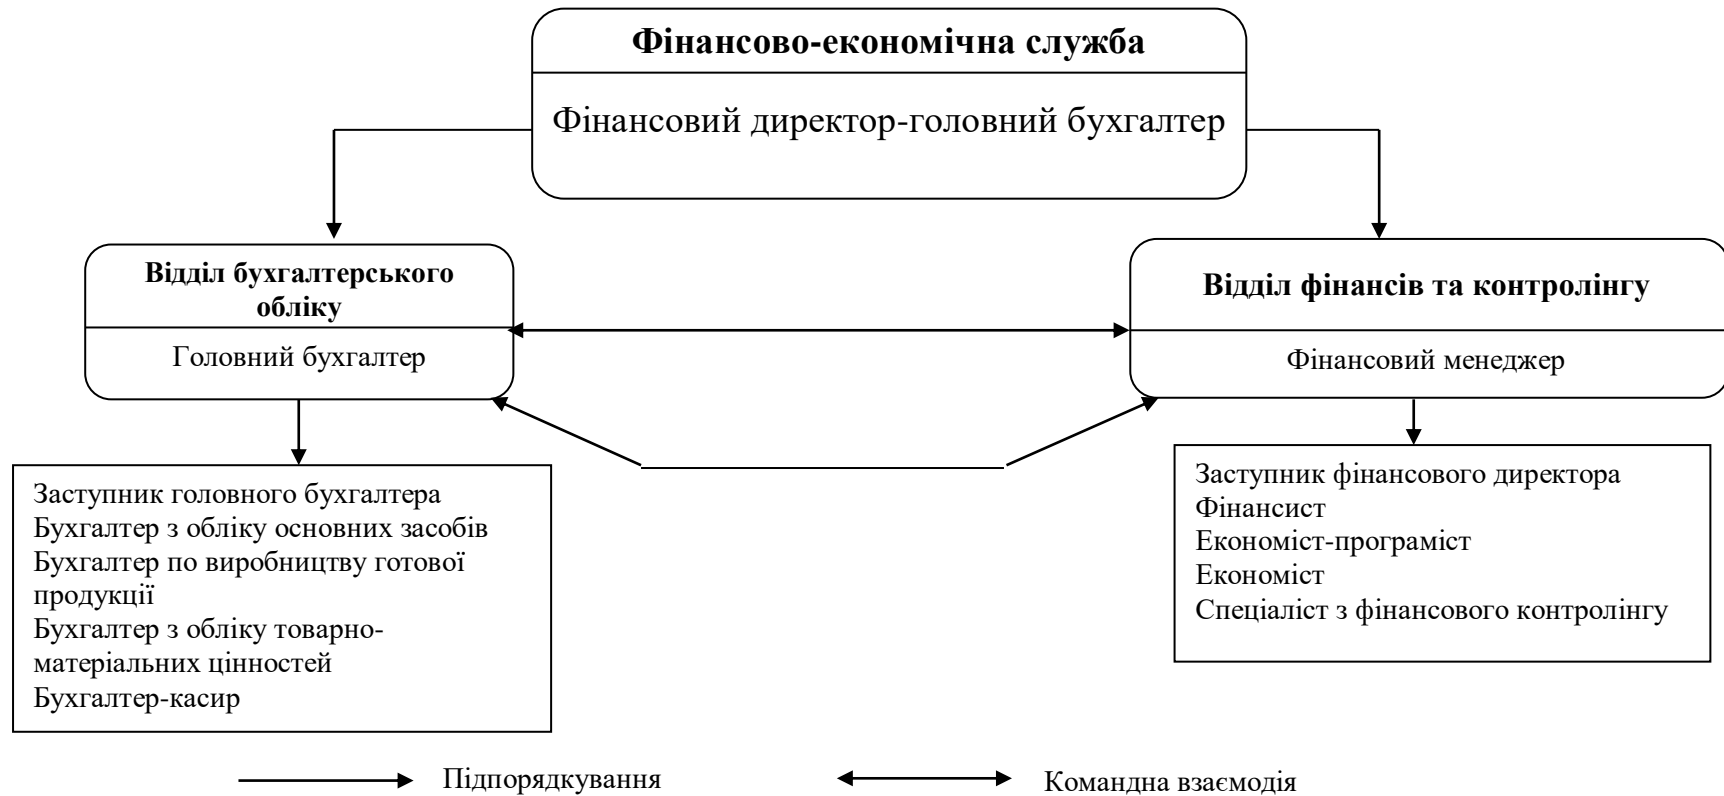 Фінансово-економічна служба
Фінансовий директор-головний бухгалтер
Відділ бухгалтерського
обліку
Головний бухгалтер
Відділ фінансів та контролінгу
Фінансовий менеджер
Заступник головного бухгалтера
Бухгалтер з обліку основних засобів
Бухгалтер по виробництву готової
продукції
Бухгалтер з обліку товарно-
матеріальних цінностей
Бухгалтер-касир
Заступник фінансового директора
Фінансист
Економіст-програміст
Економіст
Спеціаліст з фінансового контролінгу
Підпорядкування
Командна взаємодія